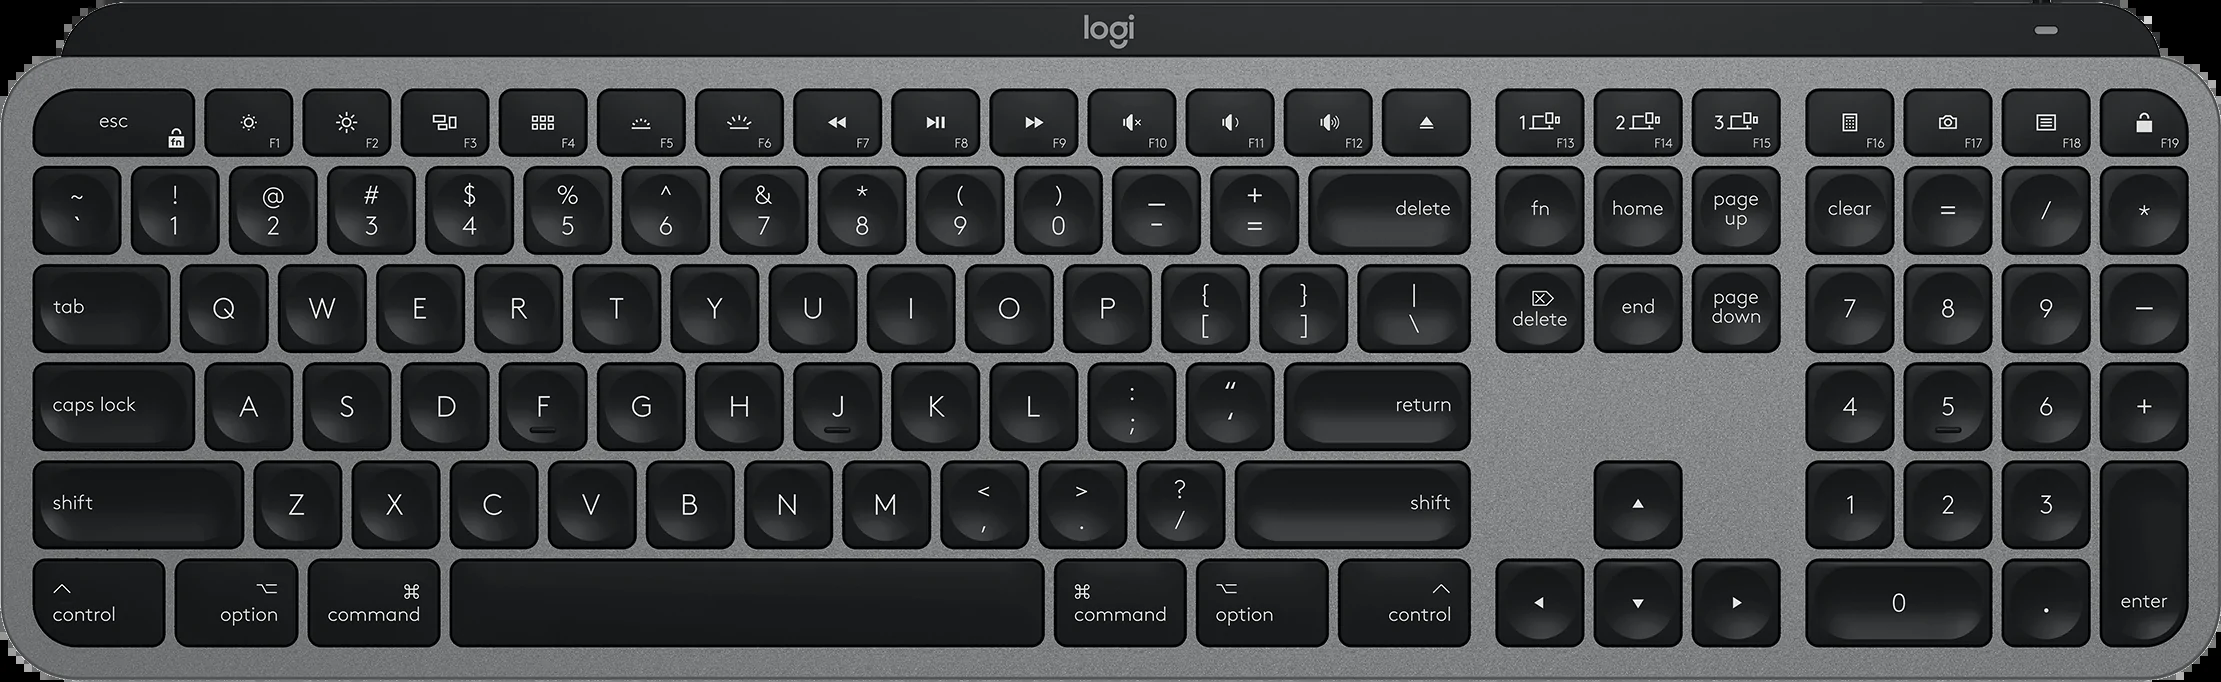 logi
esc fn F1 F2 F3 F4 F5 F6 F7 F8 F9 F10 F11 F12 1 F13 2 F14 3 F15 F16 F17 F18 F19
~ ! @ # $ % ^ & * ( ) _ +
` 1 2 3 4 5 6 7 8 9 0 - = delete fn home page up clear = / *
tab Q W E R T Y U I O P { [ } ] | \ ⌦ delete end page down 7 8 9 −
caps lock A S D F G H J K L : ; “ ‘ return 4 5 6 +
shift Z X C V B N M < , > . ? / shift ▲ 1 2 3
^ control ⌥ option ⌘ command ⌘ command ⌥ option ^ control ◀ ▼ ▶ 0 . enter